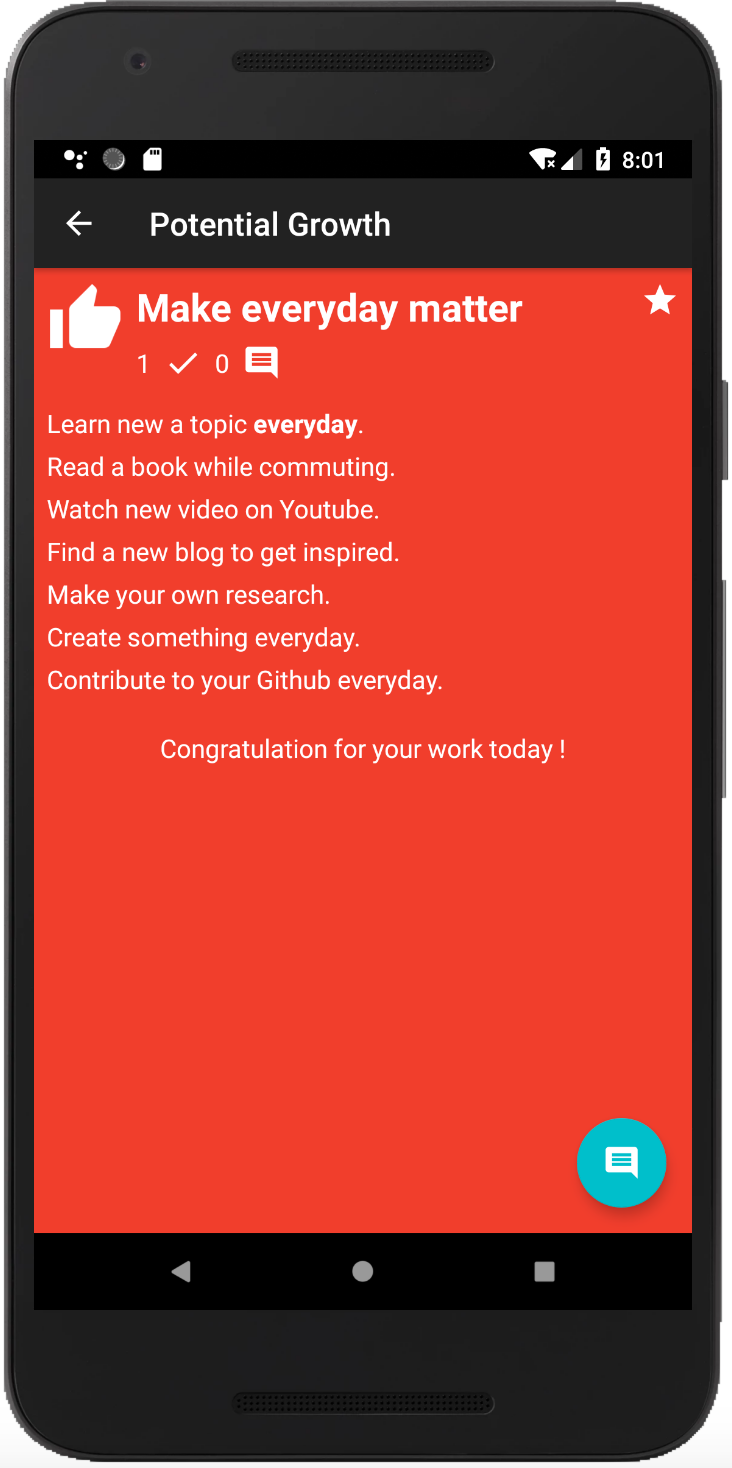 8:01
Potential Growth
Make everyday matter
1 0
Learn new a topic everyday.
Read a book while commuting.
Watch new video on Youtube.
Find a new blog to get inspired.
Make your own research.
Create something everyday.
Contribute to your Github everyday.
Congratulation for your work today !